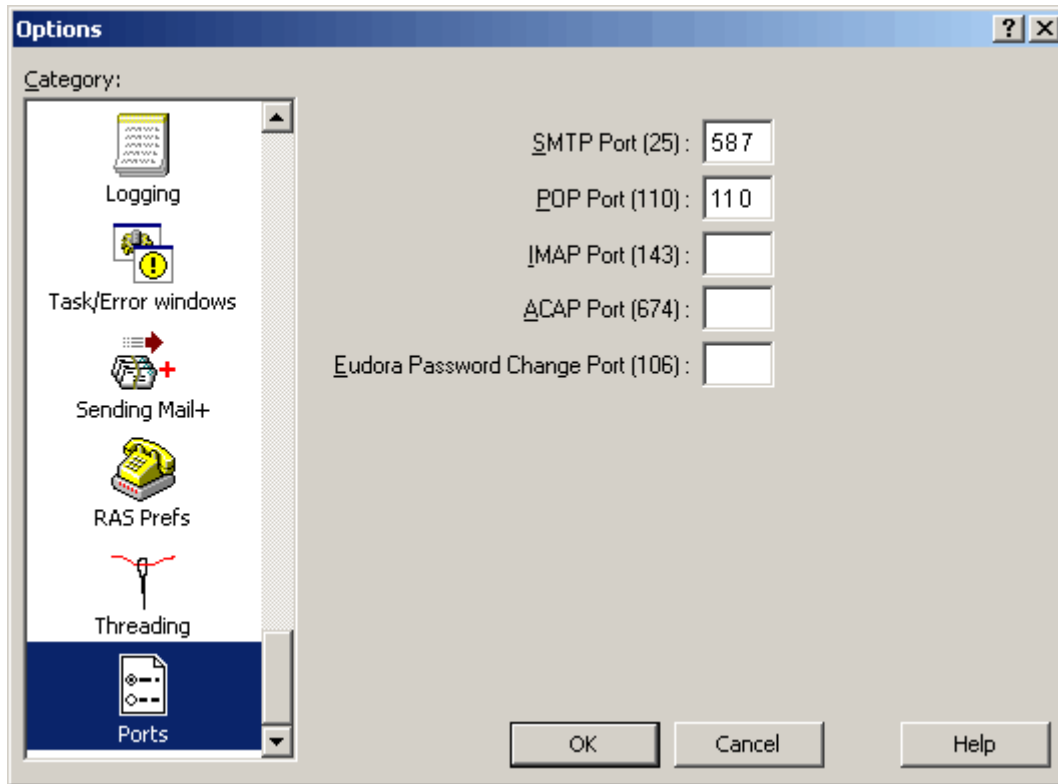 Options
Category:
Logging
Task/Error windows
Sending Mail+
RAS Prefs
Threading
Ports
SMTP Port (25) : 587
POP Port (110) : 110
IMAP Port (143) :
ACAP Port (674) :
Eudora Password Change Port (106) :
OK Cancel Help